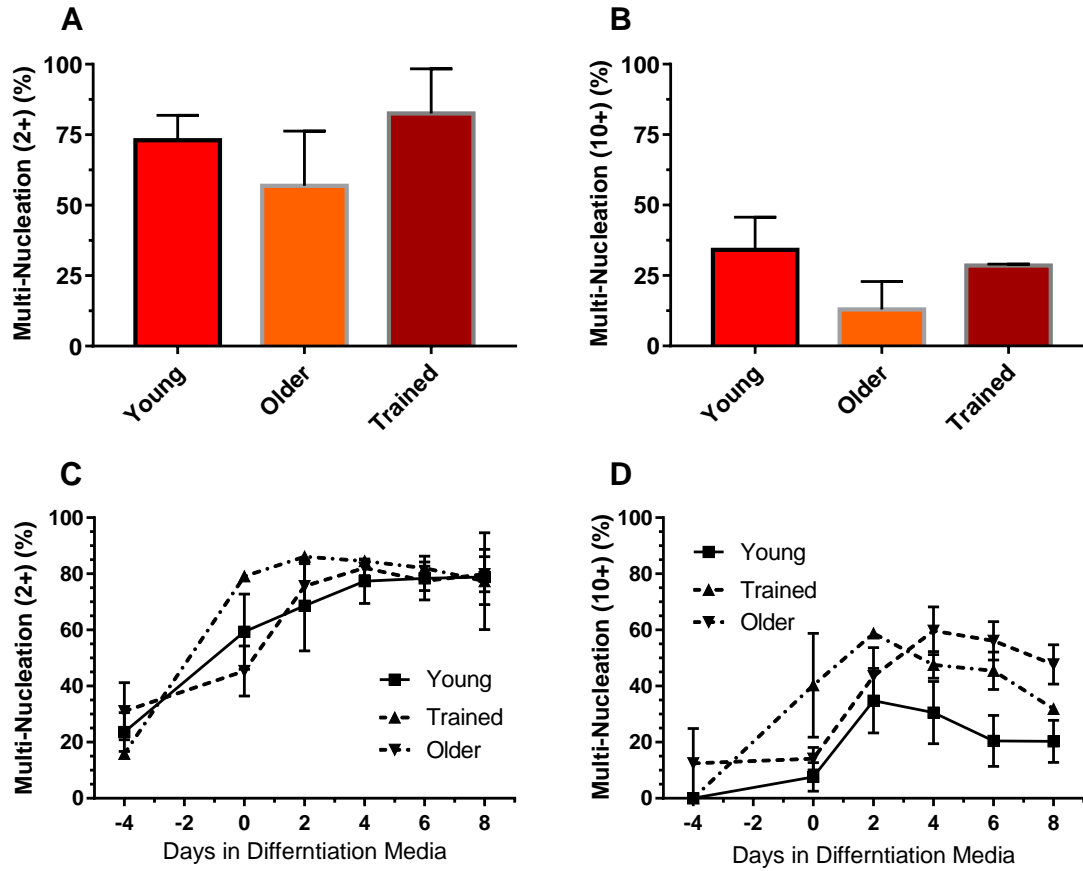 A
Multi-Nucleation (2+) (%)
100
75
50
25
0
Young
Older
Trained
B
Multi-Nucleation (10+) (%)
100
75
50
25
0
Young
Older
Trained
C
Multi-Nucleation (2+) (%)
100
80
60
40
20
0
Young
Trained
Older
-4 -2 0 2 4 6 8
Days in Differntiation Media
D
Multi-Nucleation (10+) (%)
100
80
60
40
20
0
Young
Trained
Older
-4 -2 0 2 4 6 8
Days in Differntiation Media